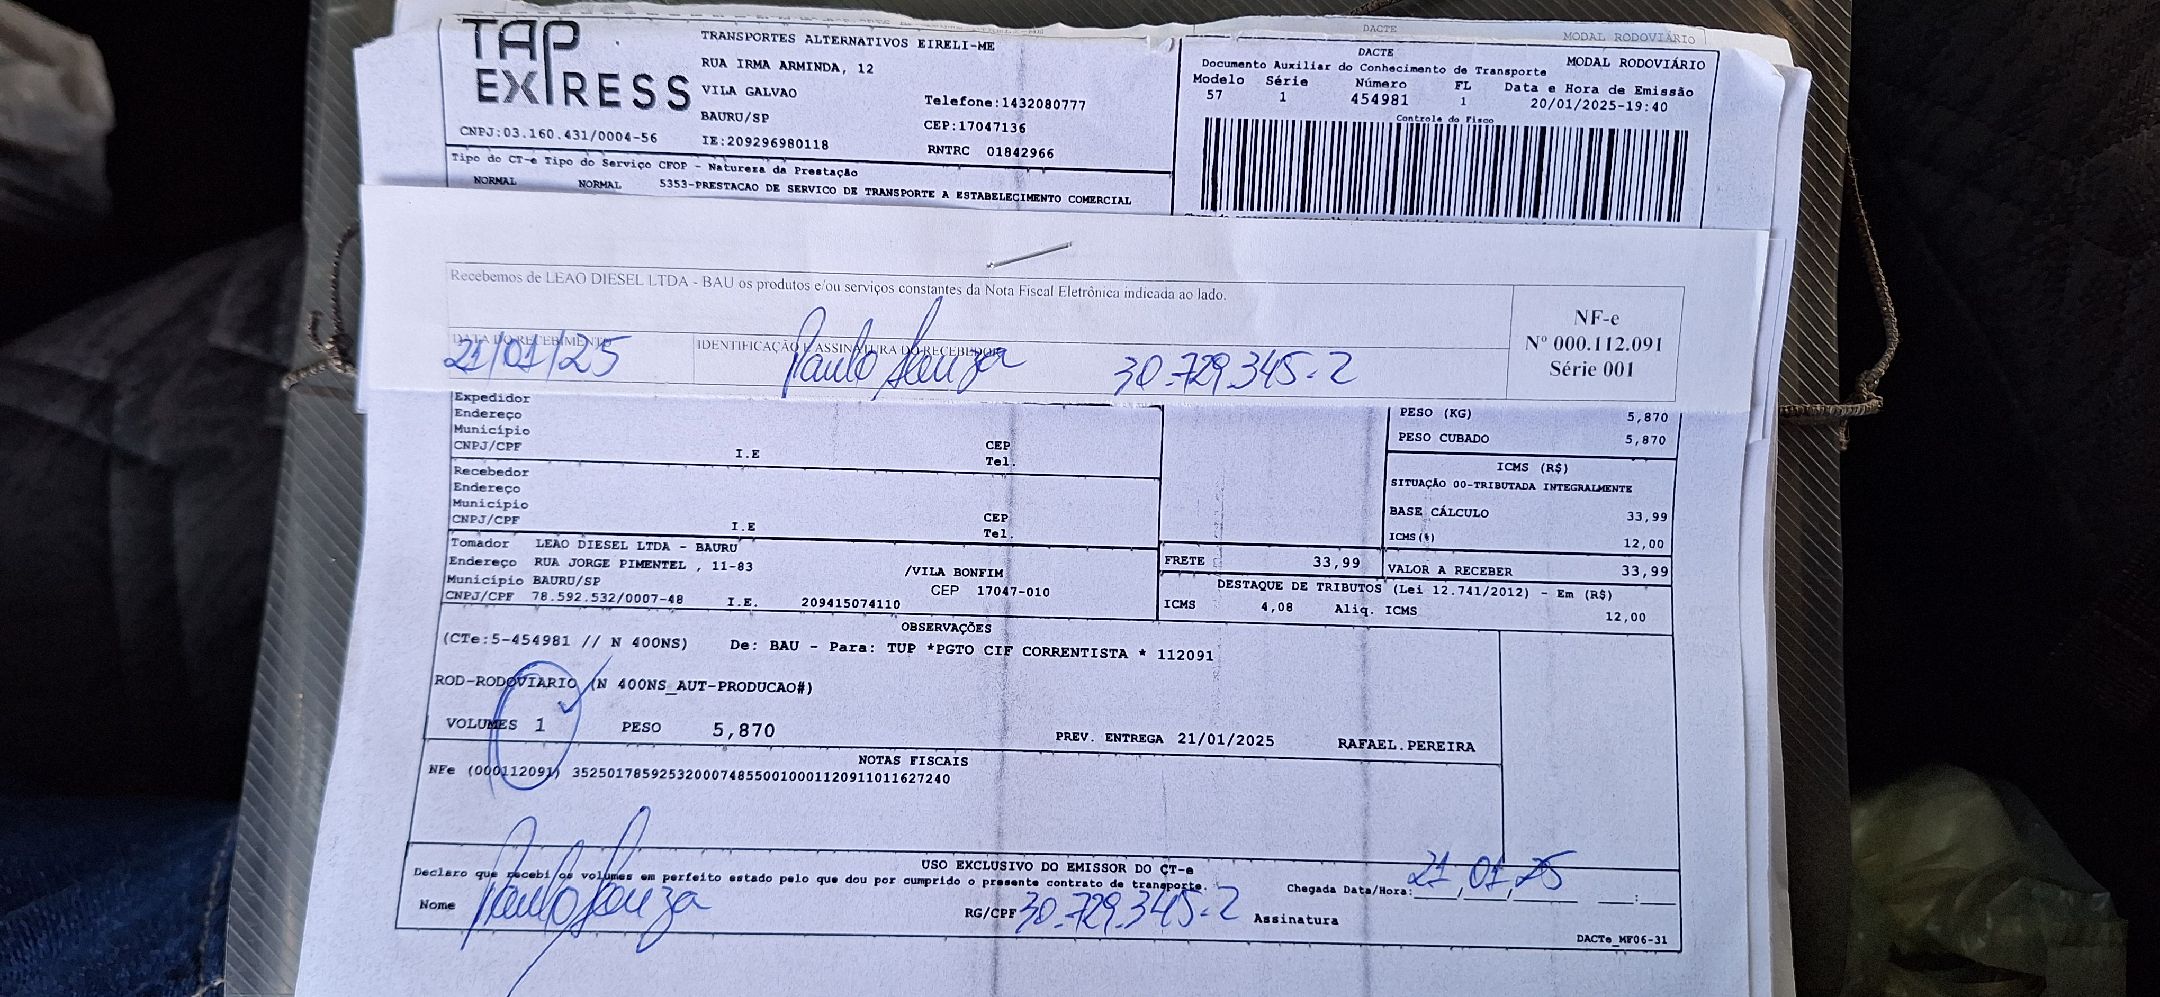 DACTE
MODAL RODOVIÁRIO
TAP EXPRESS
TRANSPORTES ALTERNATIVOS EIRELI-ME
RUA IRMA ARMINDA, 12
VILA GALVAO
BAURU/SP
Telefone:1432080777
CEP:17047136
CNPJ:03.160.431/0004-56
IE:209296980118
RNTRC 01842966
DACTE
MODAL RODOVIÁRIO
Documento Auxiliar do Conhecimento de Transporte
Modelo Série Número FL Data e Hora de Emissão
57 1 454981 1 20/01/2025-19:40
Controle do Fisco
Tipo do CT-e Tipo do Serviço CFOP - Natureza da Prestação
NORMAL NORMAL 5353-PRESTACAO DE SERVICO DE TRANSPORTE A ESTABELECIMENTO COMERCIAL
Recebemos de LEAO DIESEL LTDA - BAU os produtos e/ou serviços constantes da Nota Fiscal Eletrônica indicada ao lado.
NF-e
Nº 000.112.091
Série 001
DATA DO RECEBIMENTO
21/01/25
IDENTIFICAÇÃO E ASSINATURA DO RECEBEDOR
Paulo Souza 30.729.345-2
Expedidor
Endereço
Município
CNPJ/CPF I.E CEP
Tel.
PESO (KG) 5,870
PESO CUBADO 5,870
Recebedor
Endereço
Município
CNPJ/CPF I.E CEP
Tel.
ICMS (R$)
SITUAÇÃO 00-TRIBUTADA INTEGRALMENTE
BASE CÁLCULO 33,99
ICMS(%) 12,00
Tomador LEAO DIESEL LTDA - BAURU
Endereço RUA JORGE PIMENTEL , 11-83 /VILA BONFIM
Município BAURU/SP CEP 17047-010
CNPJ/CPF 78.592.532/0007-48 I.E. 209415074110
FRETE 33,99 VALOR A RECEBER 33,99
DESTAQUE DE TRIBUTOS (Lei 12.741/2012) - Em (R$)
ICMS 4,08 Aliq. ICMS 12,00
OBSERVAÇÕES
(CTe:5-454981 // N 400NS) De: BAU - Para: TUP *PGTO CIF CORRENTISTA * 112091
ROD-RODOVIARIO (N 400NS_AUT-PRODUCAO#)
VOLUMES 1 PESO 5,870 PREV. ENTREGA 21/01/2025 RAFAEL.PEREIRA
NOTAS FISCAIS
NFe (000112091) 35250178592532000748550010001120911011627240
USO EXCLUSIVO DO EMISSOR DO CT-e
Declaro que recebi os volumes em perfeito estado pelo que dou por cumprido o presente contrato de transporte.
Chegada Data/Hora: 21,01,25 __:__
Nome Paulo Souza RG/CPF 30.729.345-2 Assinatura
DACTe_MF06-31